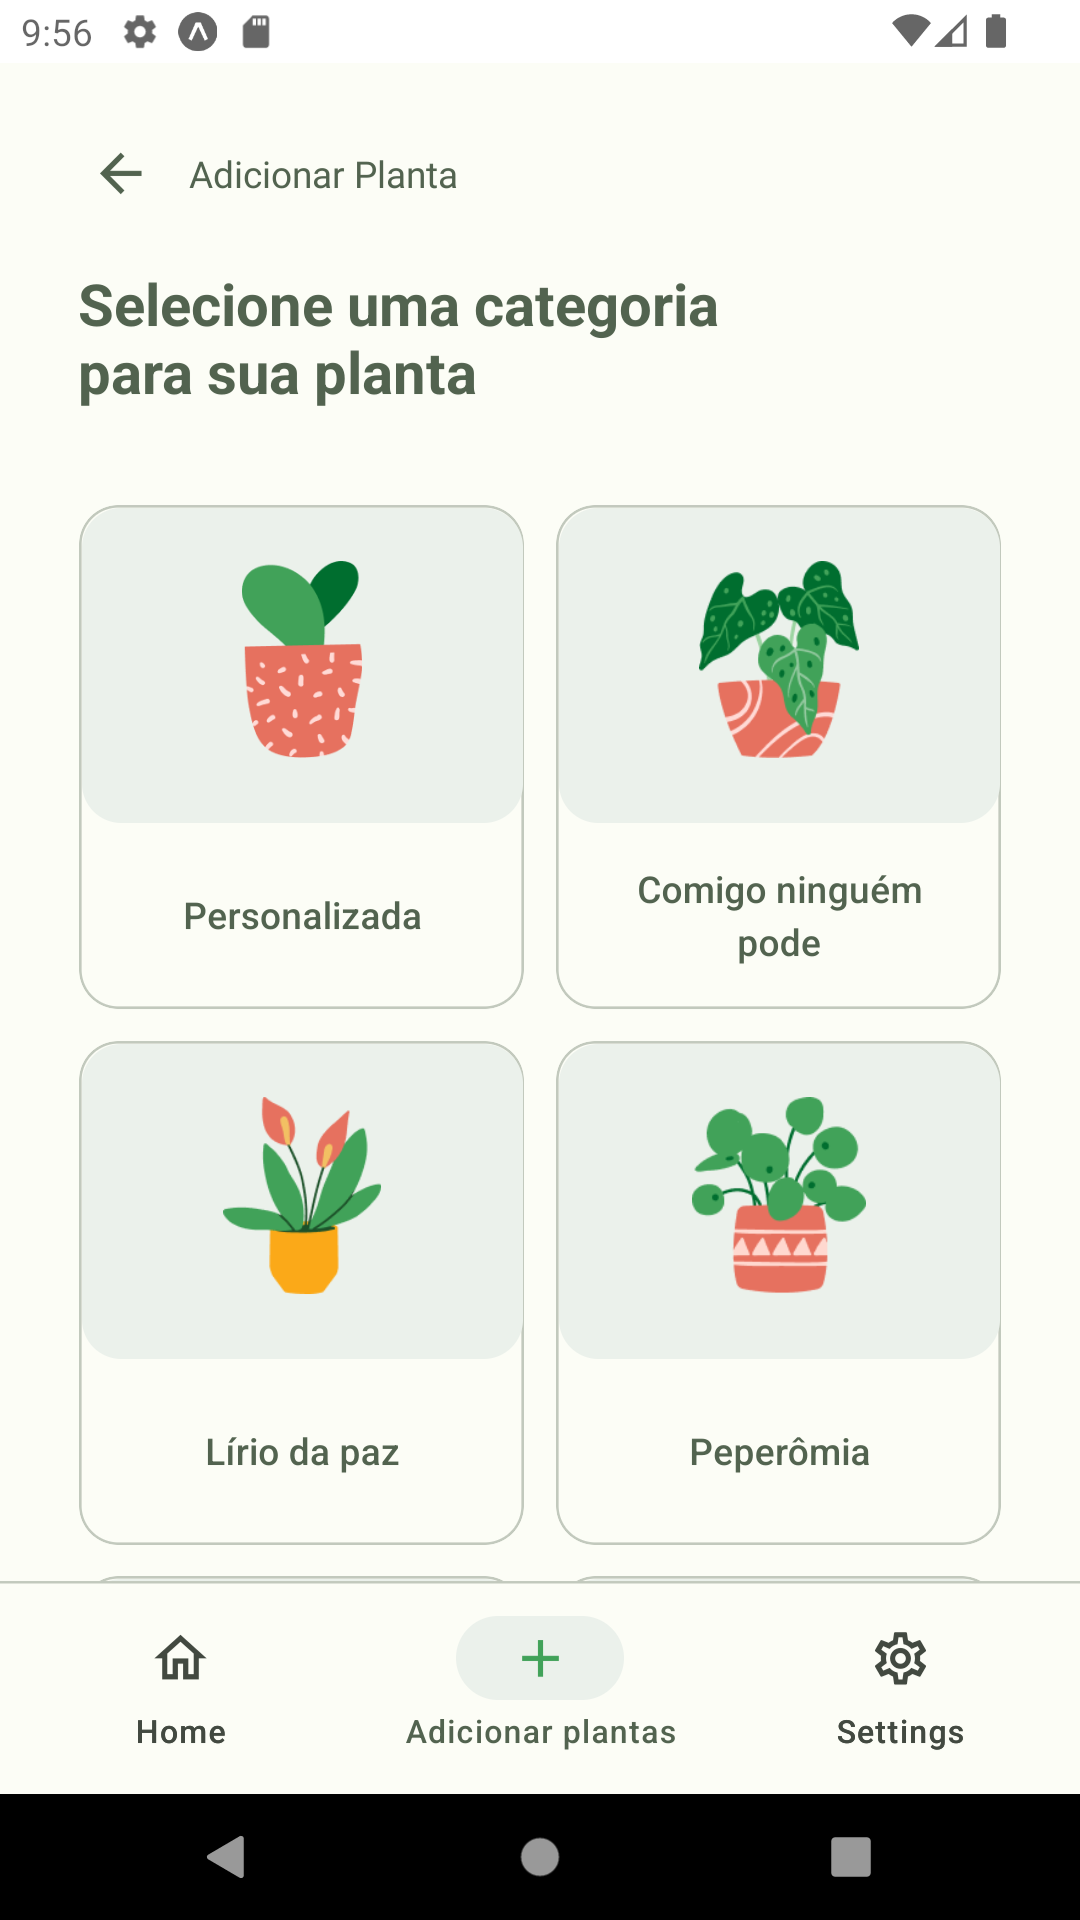 9:56
Adicionar Planta
Selecione uma categoria
para sua planta
Personalizada
Comigo ninguém
pode
Lírio da paz
Peperômia
Home
Adicionar plantas
Settings